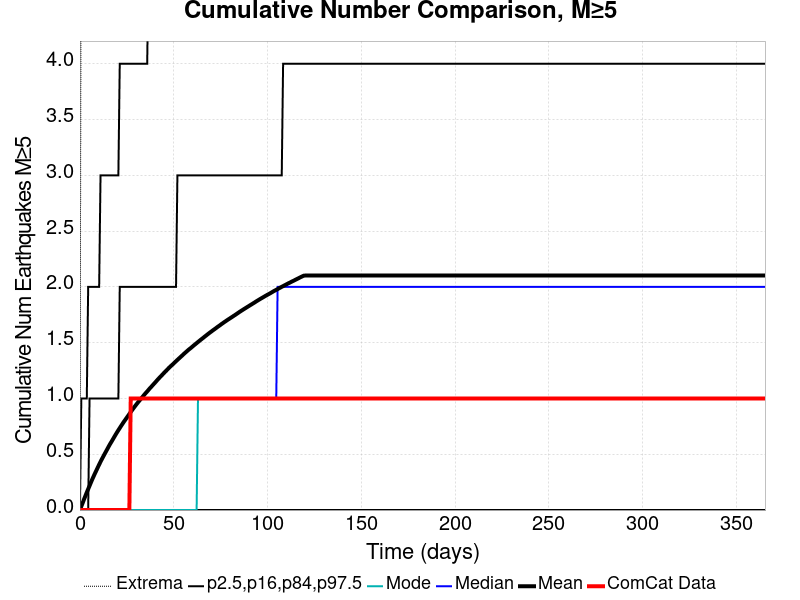 Cumulative Number Comparison, M≥5
Cumulative Num Earthquakes M≥5
4.0
3.5
3.0
2.5
2.0
1.5
1.0
0.5
0.0
0 50 100 150 200 250 300 350
Time (days)
Extrema p2.5,p16,p84,p97.5 Mode Median Mean ComCat Data